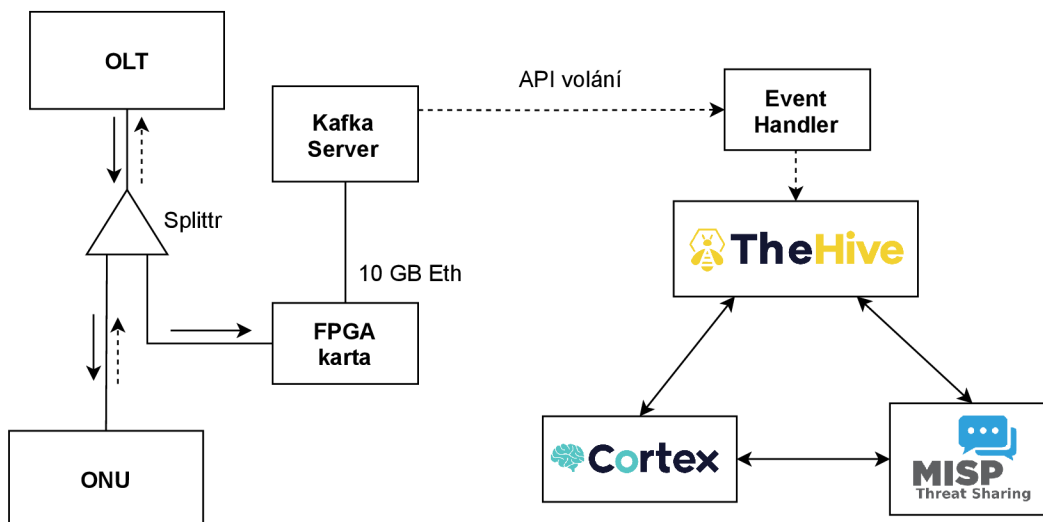 OLT
API volání
Kafka
Server
Event
Handler
Splittr
TheHive
10 GB Eth
FPGA
karta
Cortex
MISP
Threat Sharing
ONU